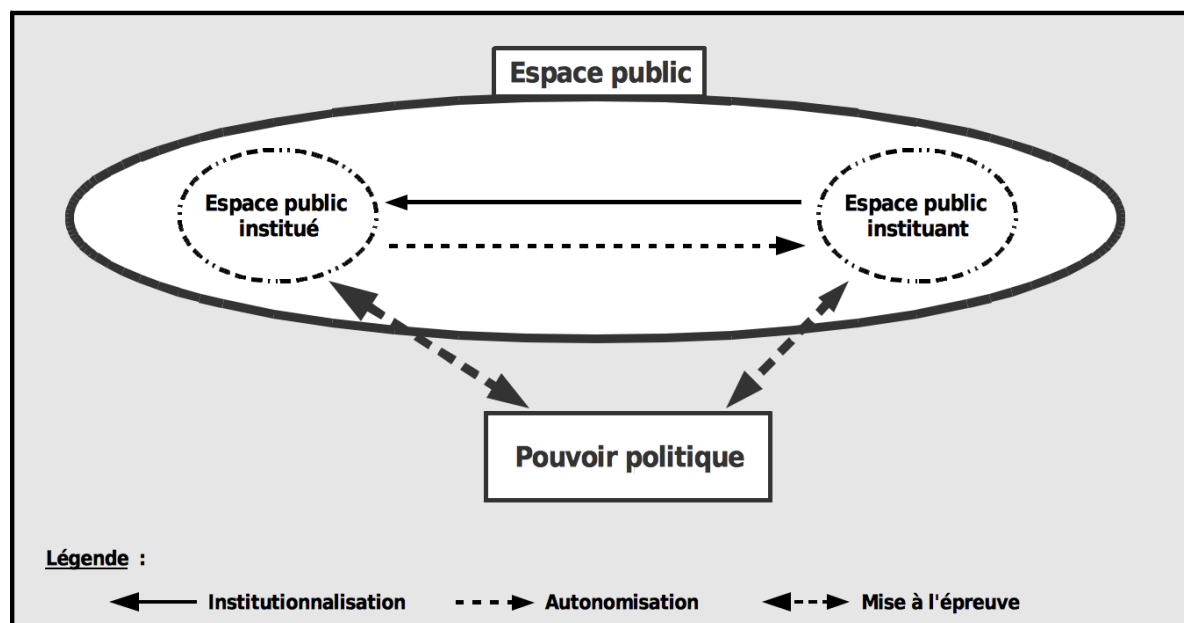 Espace public
Espace public
institué
Espace public
instituant
Pouvoir politique
Légende :
Institutionnalisation
Autonomisation
Mise à l'épreuve